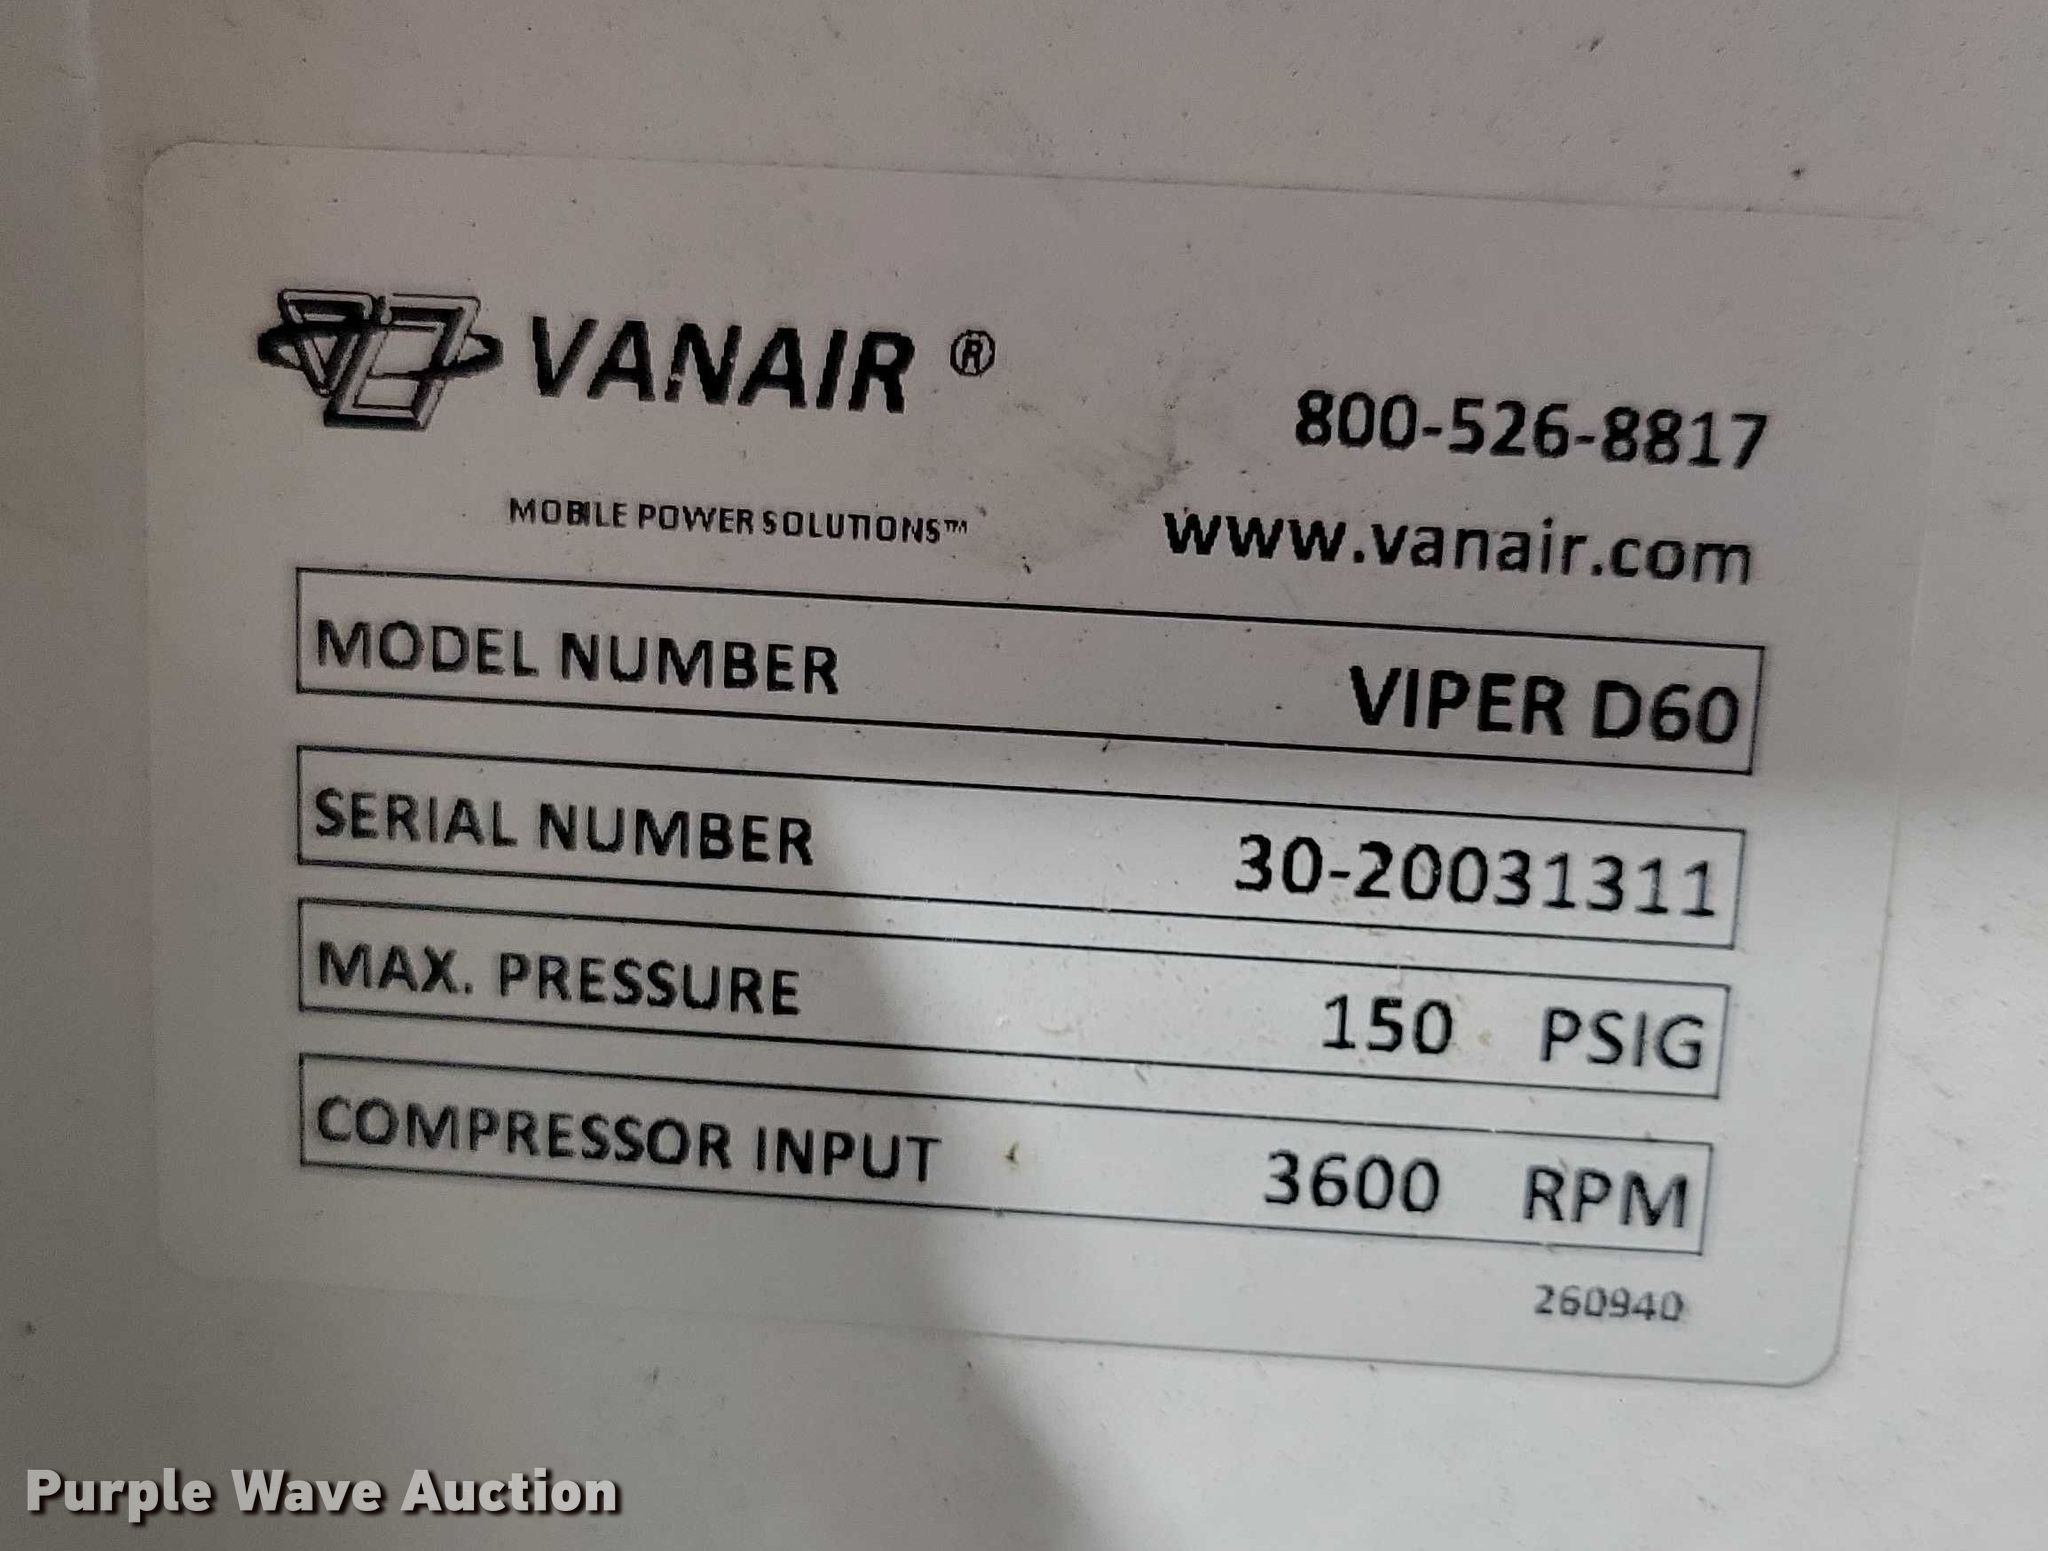 VANAIR ®
800-526-8817
MOBILE POWER SOLUTIONS™
www.vanair.com
MODEL NUMBER VIPER D60
SERIAL NUMBER 30-20031311
MAX. PRESSURE 150 PSIG
COMPRESSOR INPUT 3600 RPM
260940
Purple Wave Auction